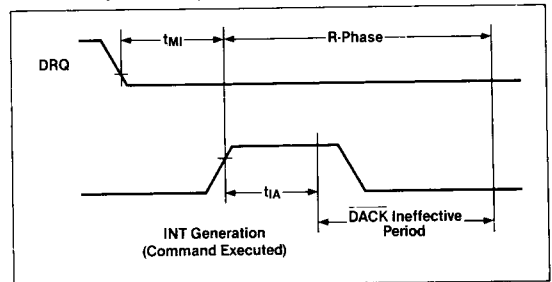 tMI
R-Phase
DRQ
tIA
DACK Ineffective
Period
INT Generation
(Command Executed)